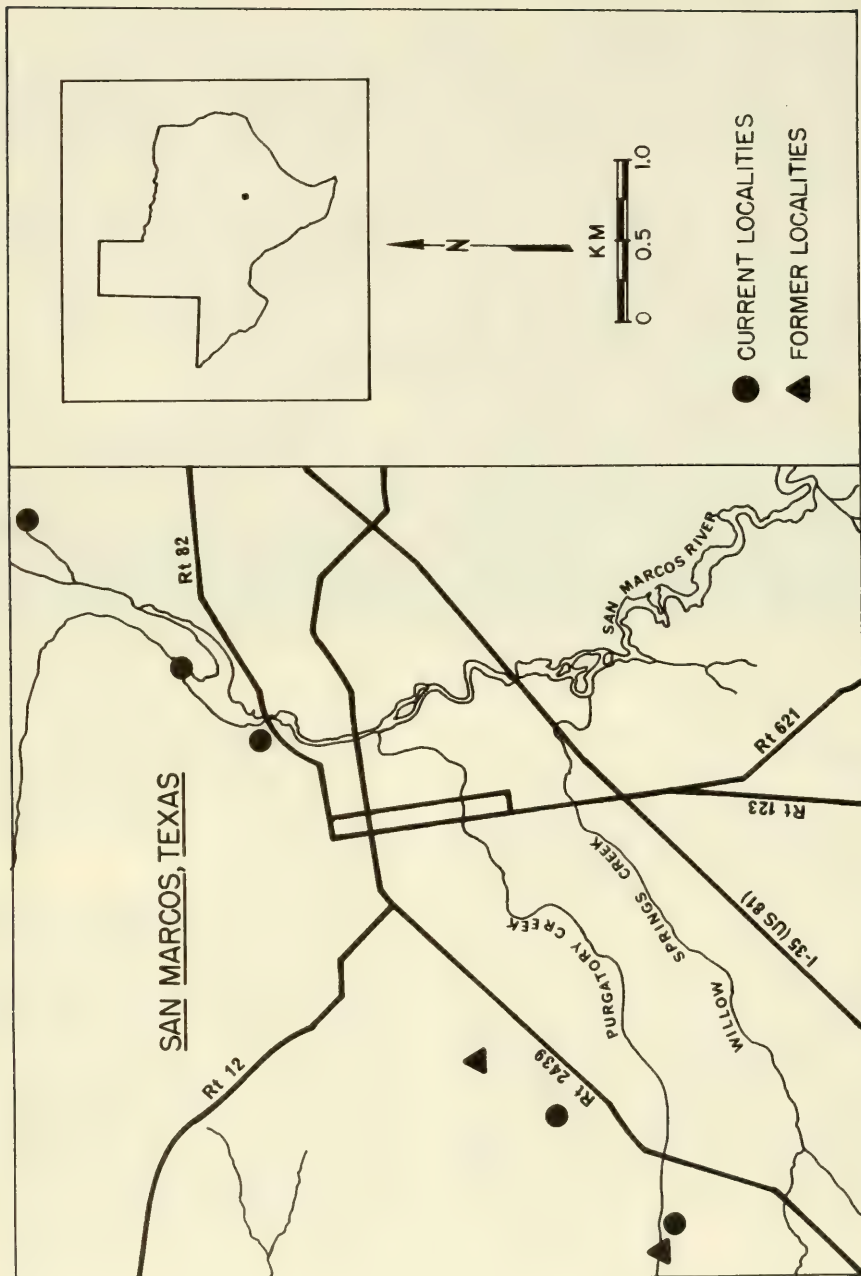 SAN MARCOS, TEXAS
Rt 12
Rt 82
Rt 2439
PURGATORY CREEK
WILLOW SPRINGS CREEK
I-35 (US 81)
Rt 123
Rt 621
SAN MARCOS RIVER
N
KM
0 0.5 1.0
CURRENT LOCALITIES
FORMER LOCALITIES